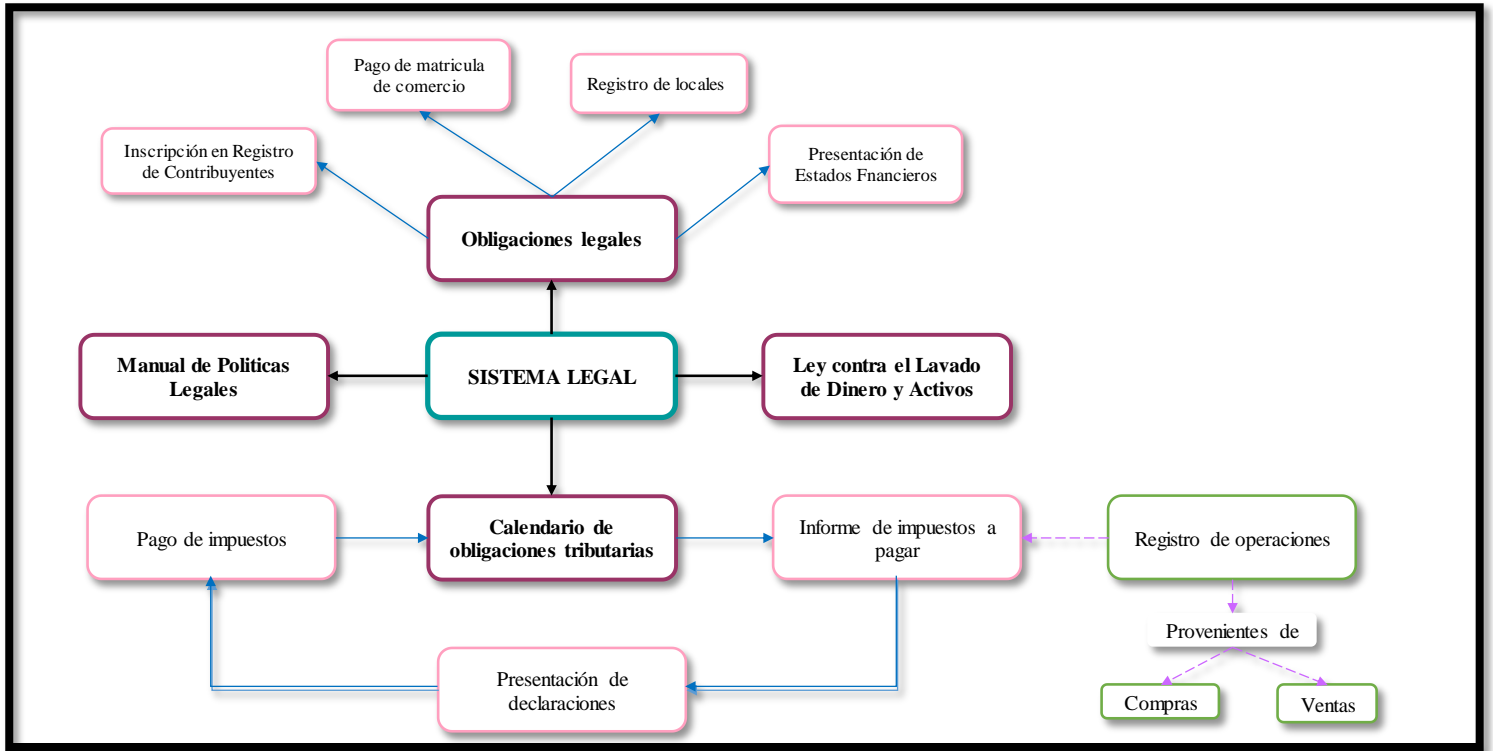 Pago de matricula
de comercio
Registro de locales
Inscripción en Registro
de Contribuyentes
Presentación de
Estados Fnancieros
Obligaciones legales
Manual de Politicas
Legales
SISTEMA LEGAL
Ley contra el Lavado
de Dinero y Activos
Pago de impuestos
Calendario de
obligaciones tributarias
Informe de impuestos a
pagar
Registro de operaciones
Provenientes de
Presentación de
declaraciones
Compras
Ventas